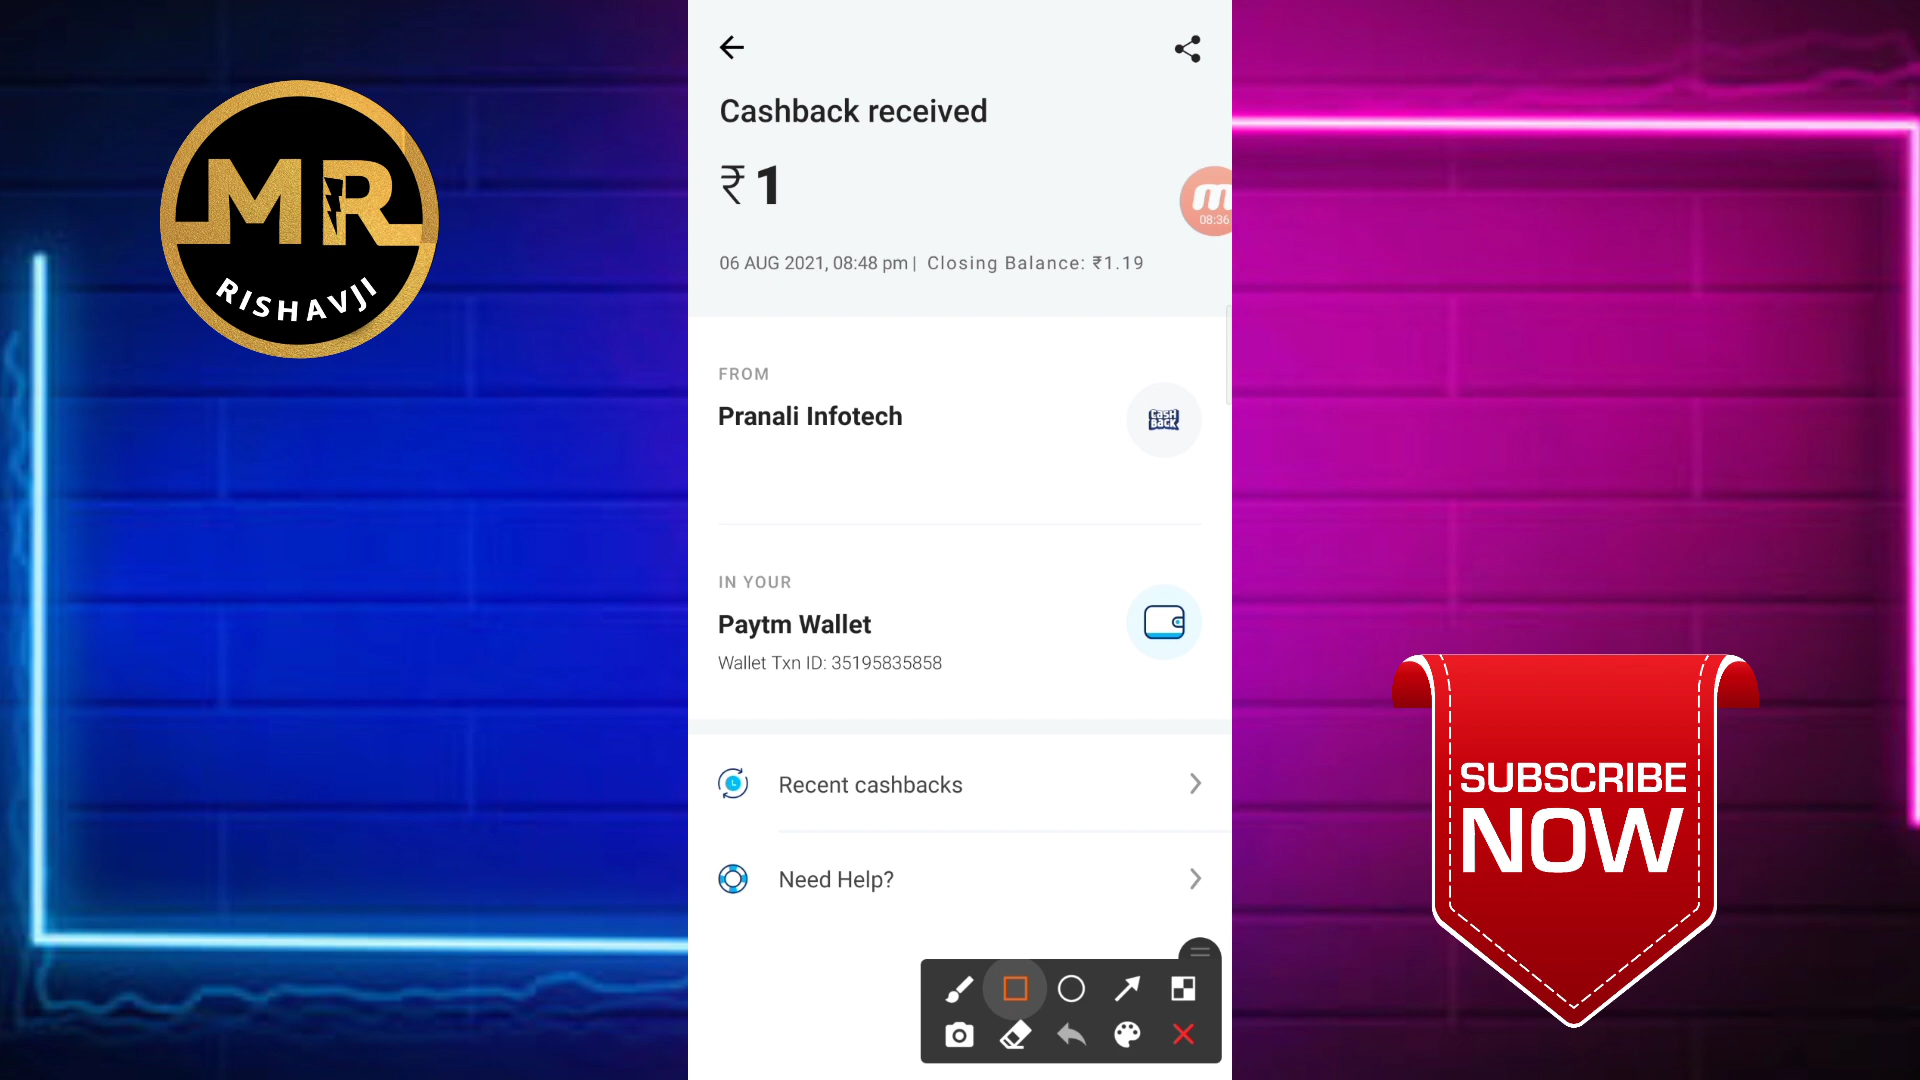 MR
RISHAVJI
Cashback received
₹1
m
08:36
06 AUG 2021, 08:48 pm | Closing Balance: ₹1.19
FROM
Pranali Infotech
CASH
BACK
IN YOUR
Paytm Wallet
Wallet Txn ID: 35195835858
Recent cashbacks
Need Help?
SUBSCRIBE
NOW